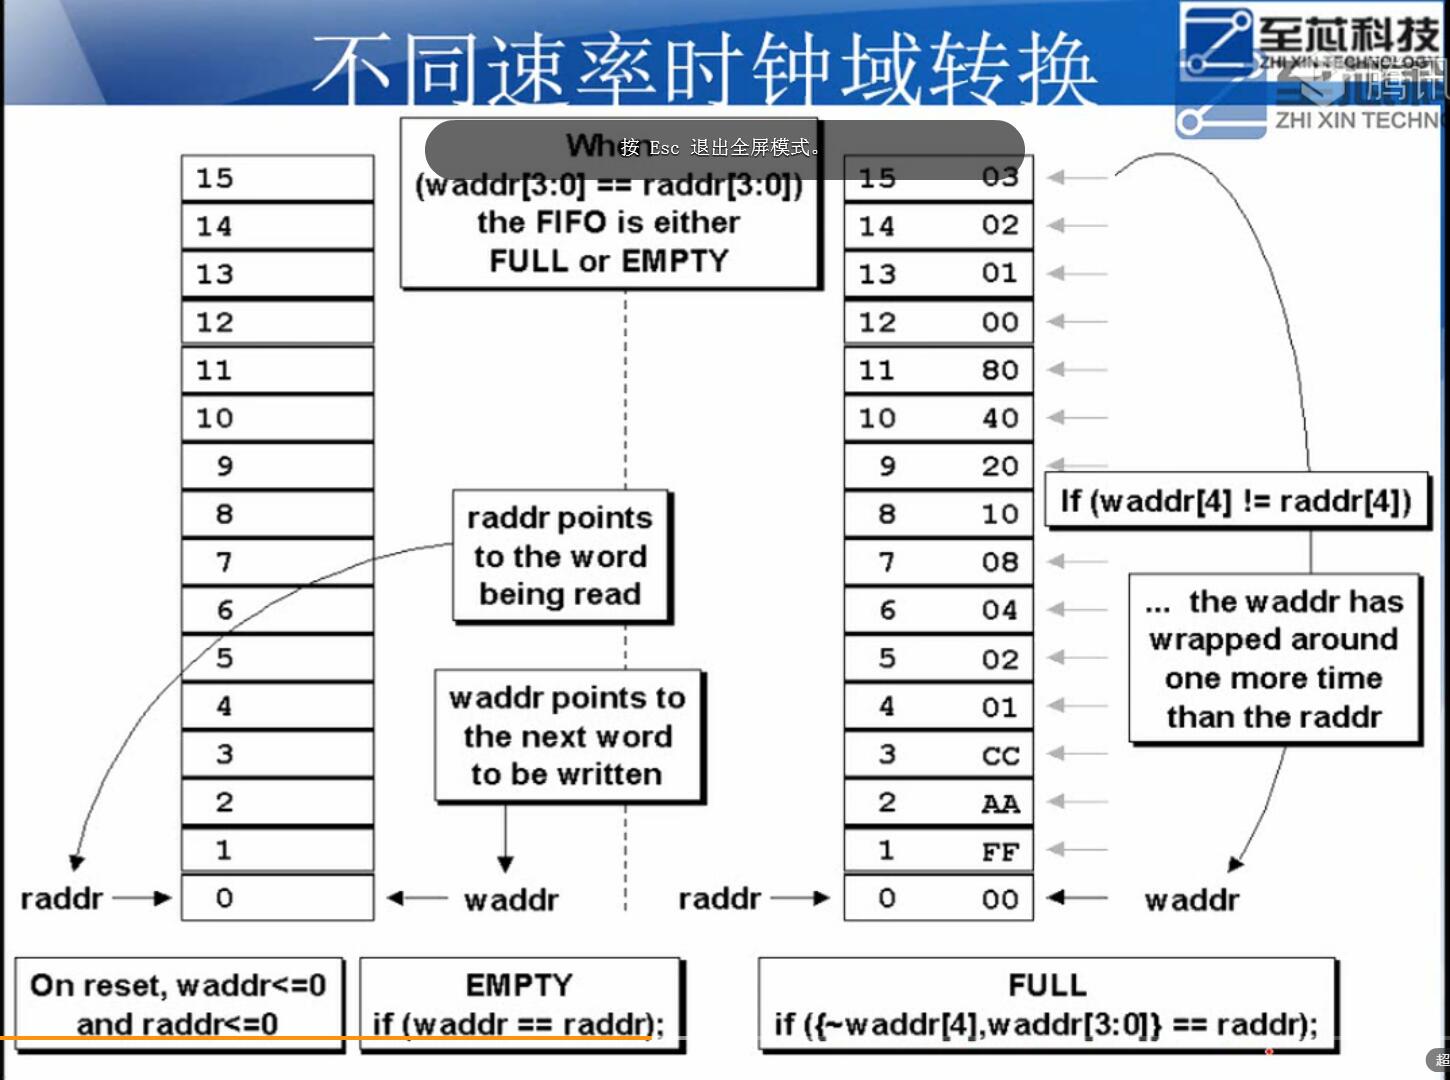 不同速率时钟域转换
至芯科技
ZHI XIN TECHNOLOGY
腾讯
ZHI XIN TECHN
按 Esc 退出全屏模式。
When
(waddr[3:0] == raddr[3:0])
the FIFO is either
FULL or EMPTY
15
14
13
12
11
10
9
8
7
6
5
4
3
2
1
0
raddr points
to the word
being read
waddr points to
the next word
to be written
raddr
waddr
15 03
14 02
13 01
12 00
11 80
10 40
9 20
8 10
7 08
6 04
5 02
4 01
3 CC
2 AA
1 FF
0 00
raddr
waddr
If (waddr[4] != raddr[4])
... the waddr has
wrapped around
one more time
than the raddr
On reset, waddr<=0
and raddr<=0
EMPTY
if (waddr == raddr);
FULL
if ({~waddr[4],waddr[3:0]} == raddr);
超